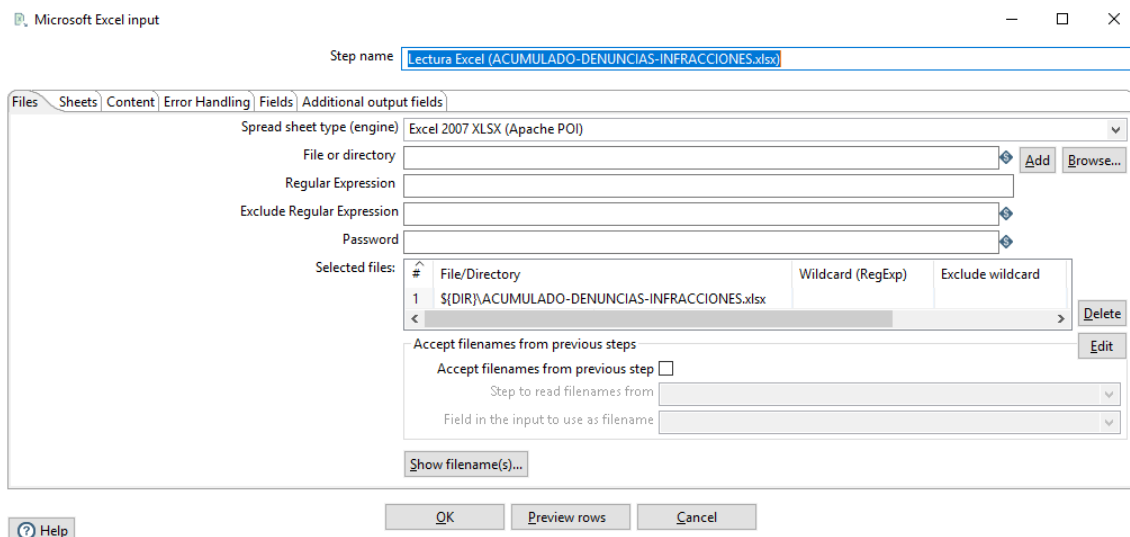 Microsoft Excel input
Step name Lectura Excel (ACUMULADO-DENUNCIAS-INFRACCIONES.xlsx)
Files Sheets Content Error Handling Fields Additional output fields
Spread sheet type (engine) Excel 2007 XLSX (Apache POI)
File or directory Add Browse...
Regular Expression
Exclude Regular Expression
Password
Selected files: # File/Directory Wildcard (RegExp) Exclude wildcard
1 ${DIR}\ACUMULADO-DENUNCIAS-INFRACCIONES.xlsx
Delete
Accept filenames from previous steps Edit
Accept filenames from previous step
Step to read filenames from
Field in the input to use as filename
Show filename(s)...
OK Preview rows Cancel
Help